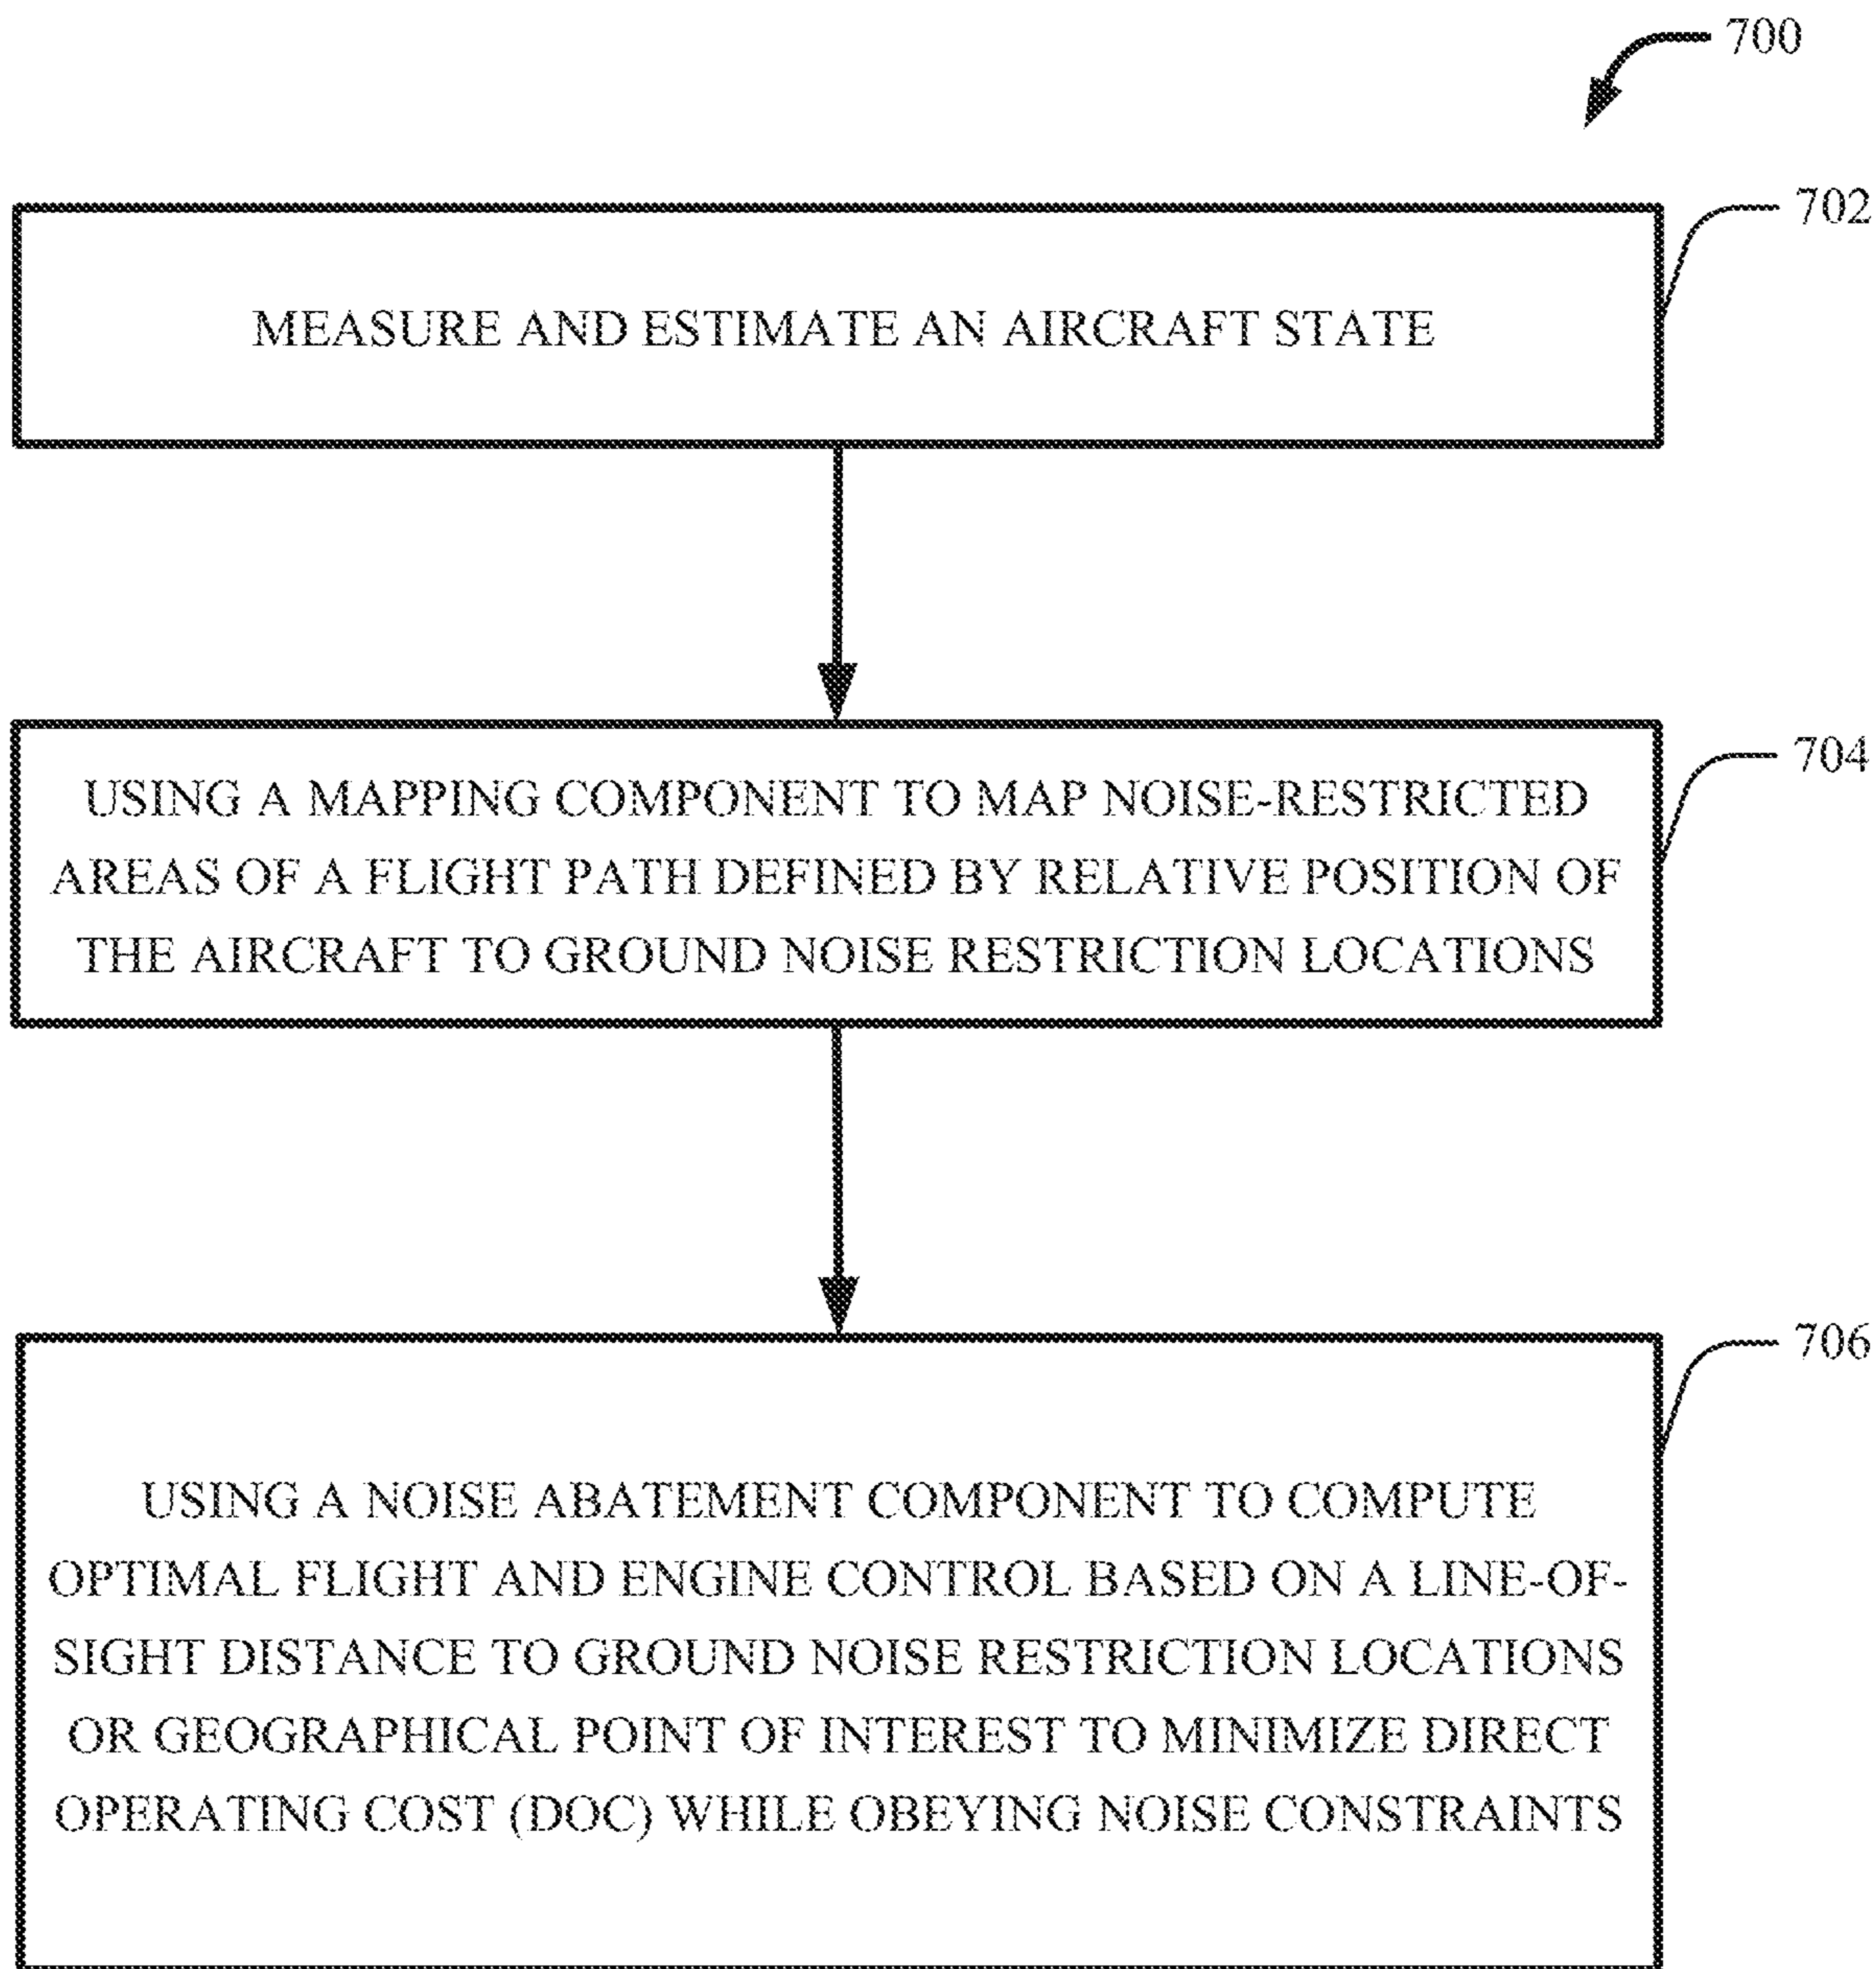 700
702
MEASURE AND ESTIMATE AN AIRCRAFT STATE
704
USING A MAPPING COMPONENT TO MAP NOISE-RESTRICTED
AREAS OF A FLIGHT PATH DEFINED BY RELATIVE POSITION OF
THE AIRCRAFT TO GROUND NOISE RESTRICTION LOCATIONS
706
USING A NOISE ABATEMENT COMPONENT TO COMPUTE
OPTIMAL FLIGHT AND ENGINE CONTROL BASED ON A LINE-OF-
SIGHT DISTANCE TO GROUND NOISE RESTRICTION LOCATIONS
OR GEOGRAPHICAL POINT OF INTEREST TO MINIMIZE DIRECT
OPERATING COST (DOC) WHILE OBEYING NOISE CONSTRAINTS